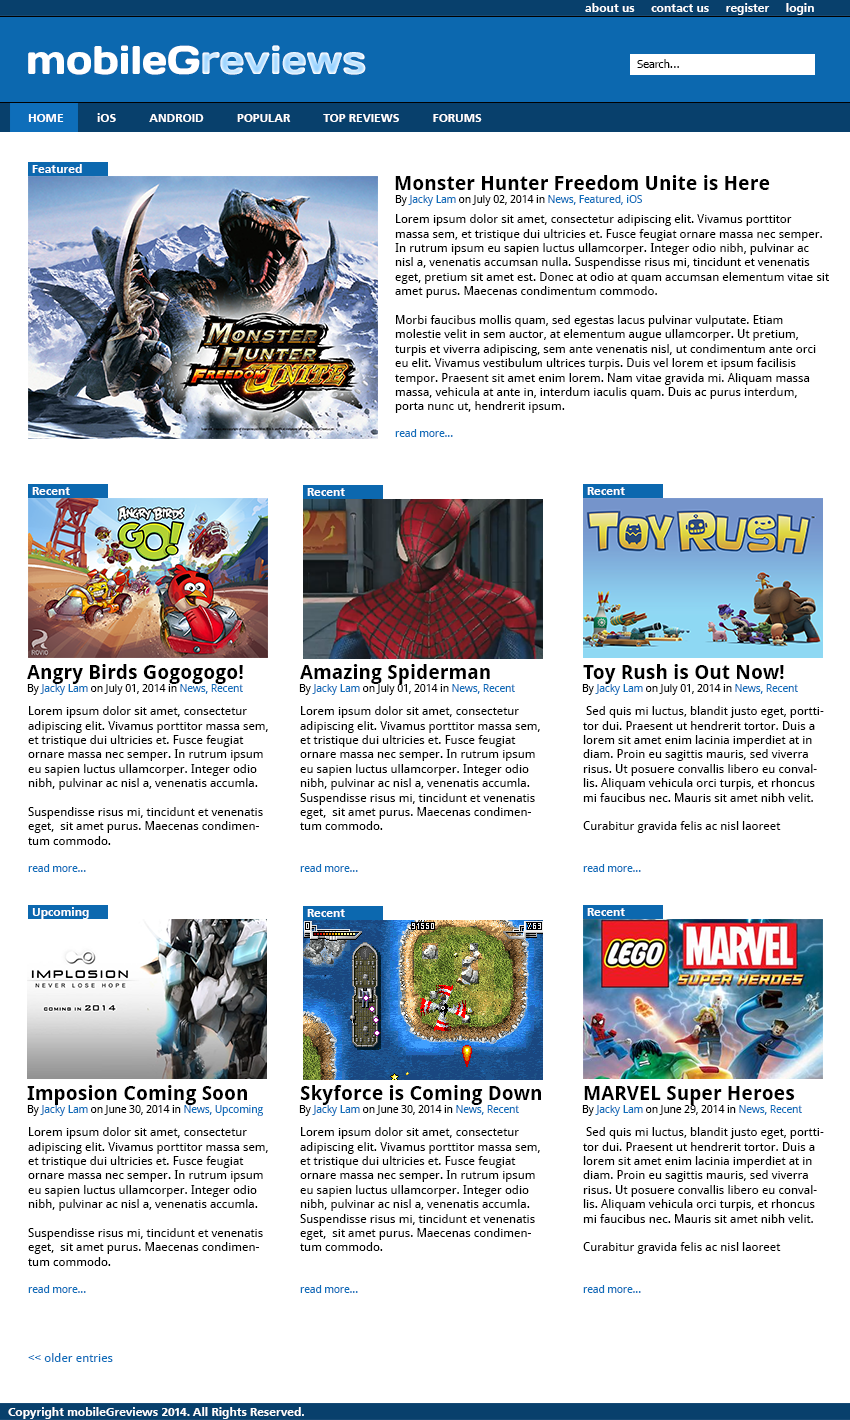 about us contact us register login
mobileGreviews
Search...
HOME iOS ANDROID POPULAR TOP REVIEWS FORUMS
Featured
MONSTER
HUNTER
FREEDOM UNITE
Monster Hunter Freedom Unite is Here
By Jacky Lam on July 02, 2014 in News, Featured, iOS
Lorem ipsum dolor sit amet, consectetur adipiscing elit. Vivamus porttitor
massa sem, et tristique dui ultricies et. Fusce feugiat ornare massa nec semper.
In rutrum ipsum eu sapien luctus ullamcorper. Integer odio nibh, pulvinar ac
nisl a, venenatis accumsan nulla. Suspendisse risus mi, tincidunt et venenatis
eget, pretium sit amet est. Donec at odio at quam accumsan elementum vitae sit
amet purus. Maecenas condimentum commodo.
Morbi faucibus mollis quam, sed egestas lacus pulvinar vulputate. Etiam
molestie velit in sem auctor, at elementum augue ullamcorper. Ut pretium,
turpis et viverra adipiscing, sem ante venenatis nisl, ut condimentum ante orci
eu elit. Vivamus vestibulum ultrices turpis. Duis vel lorem et ipsum facilisis
tempor. Praesent sit amet enim lorem. Nam vitae gravida mi. Aliquam massa
massa, vehicula at ante in, interdum iaculis quam. Duis ac purus interdum,
porta nunc ut, hendrerit ipsum.
read more...
Recent
ANGRY BIRDS
GO!
ROVIO
Angry Birds Gogogogo!
By Jacky Lam on July 01, 2014 in News, Recent
Lorem ipsum dolor sit amet, consectetur
adipiscing elit. Vivamus porttitor massa sem,
et tristique dui ultricies et. Fusce feugiat
ornare massa nec semper. In rutrum ipsum
eu sapien luctus ullamcorper. Integer odio
nibh, pulvinar ac nisl a, venenatis accumla.
Suspendisse risus mi, tincidunt et venenatis
eget,  sit amet purus. Maecenas condimen-
tum commodo.
read more...
Recent
Amazing Spiderman
By Jacky Lam on July 01, 2014 in News, Recent
Lorem ipsum dolor sit amet, consectetur
adipiscing elit. Vivamus porttitor massa sem,
et tristique dui ultricies et. Fusce feugiat
ornare massa nec semper. In rutrum ipsum
eu sapien luctus ullamcorper. Integer odio
nibh, pulvinar ac nisl a, venenatis accumla.
Suspendisse risus mi, tincidunt et venenatis
eget,  sit amet purus. Maecenas condimen-
tum commodo.
read more...
Recent
TOY RUSH
Toy Rush is Out Now!
By Jacky Lam on July 01, 2014 in News, Recent
Sed quis mi luctus, blandit justo eget, portti-
tor dui. Praesent ut hendrerit tortor. Duis a
lorem sit amet enim lacinia imperdiet at in
diam. Proin eu sagittis mauris, sed viverra
risus. Ut posuere convallis libero eu conval-
lis. Aliquam vehicula orci turpis, et rhoncus
mi faucibus nec. Mauris sit amet nibh velit.
Curabitur gravida felis ac nisl laoreet
read more...
Upcoming
IMPLOSION
NEVER LOSE HOPE
COMING IN 2014
Imposion Coming Soon
By Jacky Lam on June 30, 2014 in News, Upcoming
Lorem ipsum dolor sit amet, consectetur
adipiscing elit. Vivamus porttitor massa sem,
et tristique dui ultricies et. Fusce feugiat
ornare massa nec semper. In rutrum ipsum
eu sapien luctus ullamcorper. Integer odio
nibh, pulvinar ac nisl a, venenatis accumla.
Suspendisse risus mi, tincidunt et venenatis
eget,  sit amet purus. Maecenas condimen-
tum commodo.
read more...
Recent
0 91550 763
Skyforce is Coming Down
By Jacky Lam on June 30, 2014 in News, Recent
Lorem ipsum dolor sit amet, consectetur
adipiscing elit. Vivamus porttitor massa sem,
et tristique dui ultricies et. Fusce feugiat
ornare massa nec semper. In rutrum ipsum
eu sapien luctus ullamcorper. Integer odio
nibh, pulvinar ac nisl a, venenatis accumla.
Suspendisse risus mi, tincidunt et venenatis
eget,  sit amet purus. Maecenas condimen-
tum commodo.
read more...
Recent
LEGO MARVEL
SUPER HEROES
MARVEL Super Heroes
By Jacky Lam on June 29, 2014 in News, Recent
Sed quis mi luctus, blandit justo eget, portti-
tor dui. Praesent ut hendrerit tortor. Duis a
lorem sit amet enim lacinia imperdiet at in
diam. Proin eu sagittis mauris, sed viverra
risus. Ut posuere convallis libero eu conval-
lis. Aliquam vehicula orci turpis, et rhoncus
mi faucibus nec. Mauris sit amet nibh velit.
Curabitur gravida felis ac nisl laoreet
read more...
<< older entries
Copyright mobileGreviews 2014. All Rights Reserved.